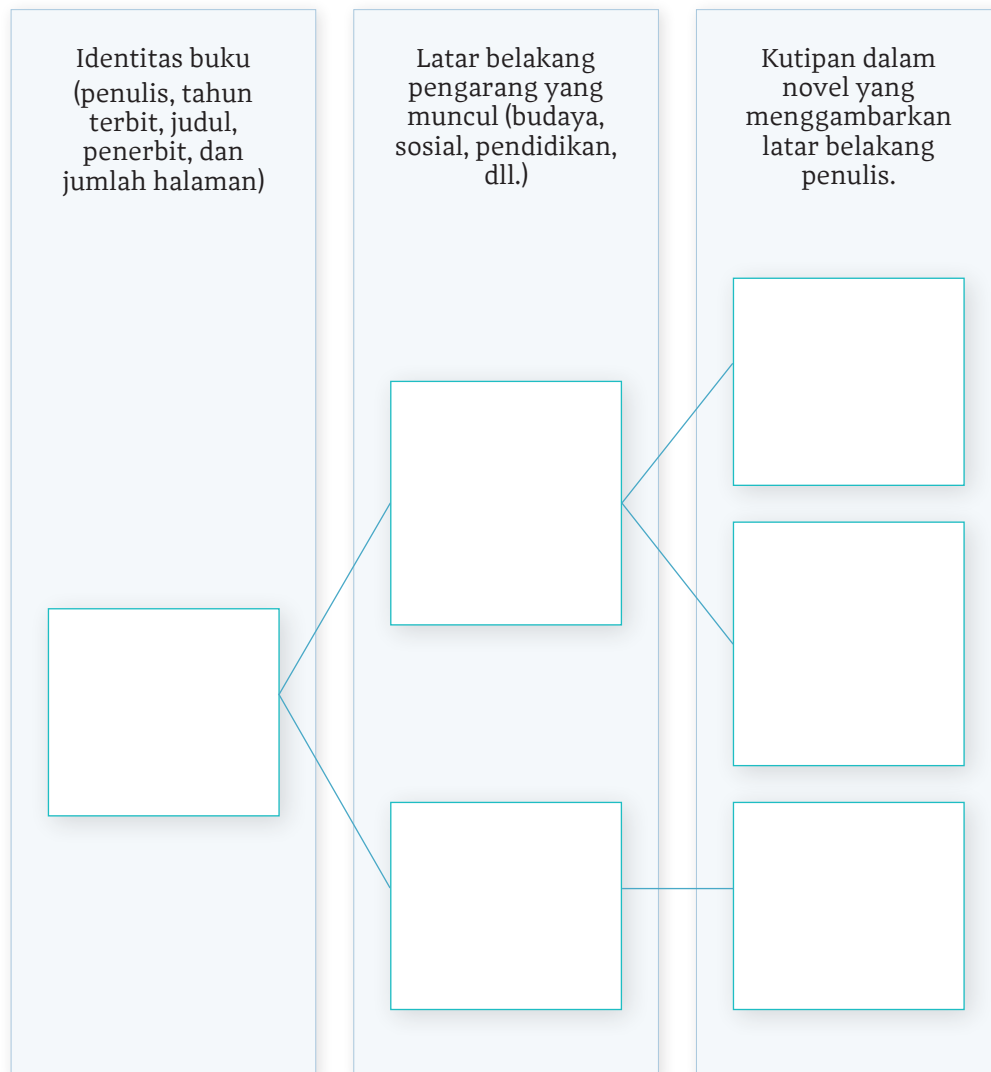 Identitas buku
(penulis, tahun
terbit, judul,
penerbit, dan
jumlah halaman)
Latar belakang
pengarang yang
muncul (budaya,
sosial, pendidikan,
dll.)
Kutipan dalam
novel yang
menggambarkan
latar belakang
penulis.